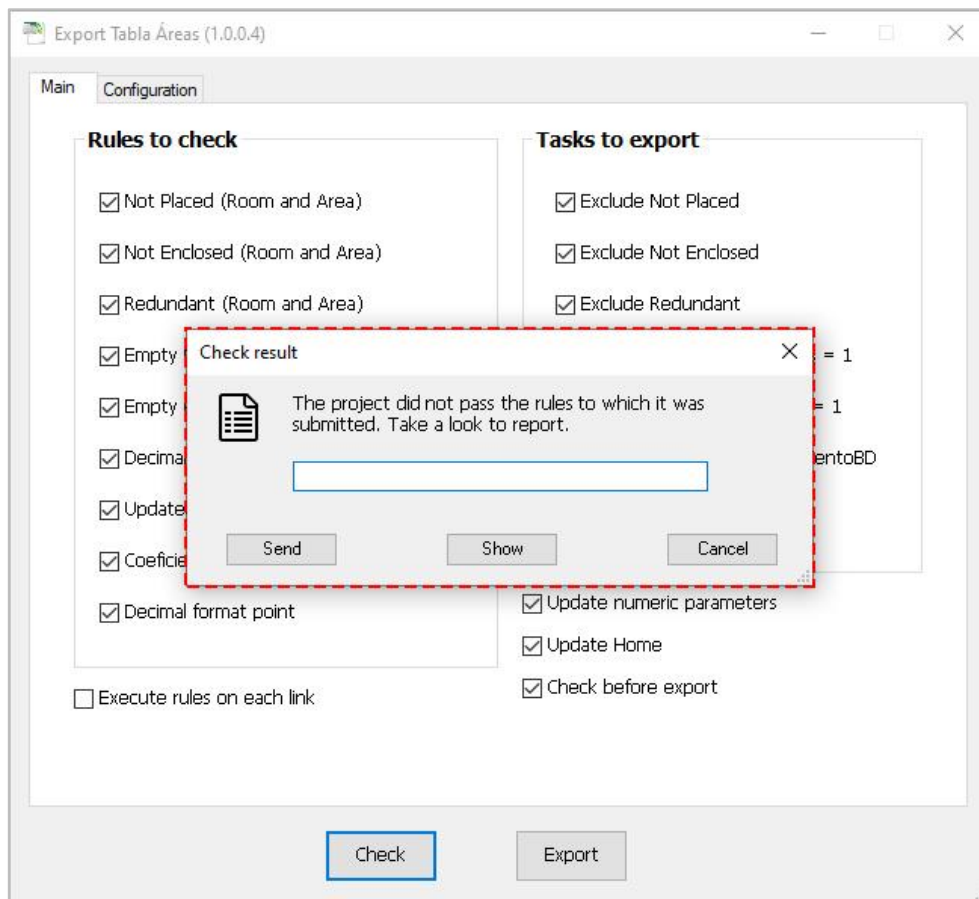 Export Tabla Áreas (1.0.0.4)
Main
Configuration
Rules to check
Not Placed (Room and Area)
Not Enclosed (Room and Area)
Redundant (Room and Area)
Empty
Empty
Update
Decimal format point
Execute rules on each link
Tasks to export
Exclude Not Placed
Exclude Not Enclosed
Exclude Redundant
= 1
= 1
Update numeric parameters
Update Home
Check before export
Check result
The project did not pass the rules to which it was
submitted. Take a look to report.
Send
Show
Cancel
Check
Export